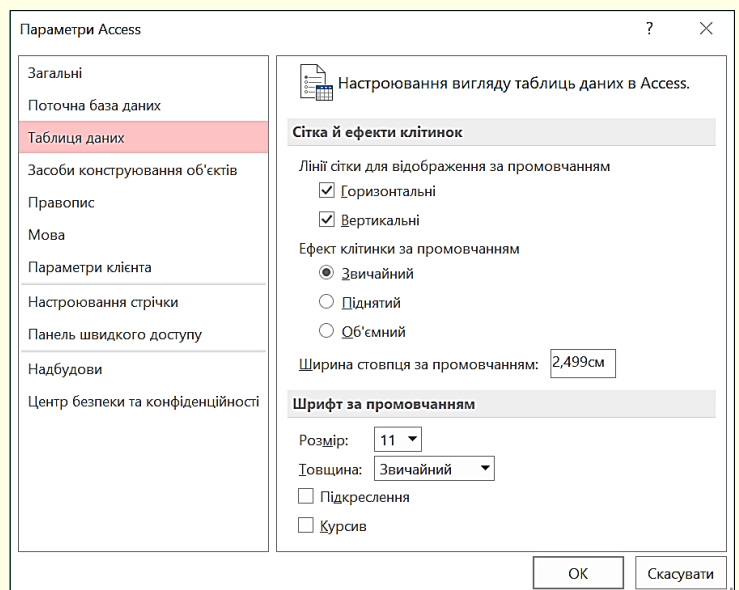 Параметри Access
?
Загальні
Поточна база даних
Таблиця даних
Засоби конструювання об'єктів
Правопис
Мова
Параметри клієнта
Настроювання стрічки
Панель швидкого доступу
Надбудови
Центр безпеки та конфіденційності
Настроювання вигляду таблиць даних в Access.
Сітка й ефекти клітинок
Лінії сітки для відображення за промовчанням
Горизонтальні
Вертикальні
Ефект клітинки за промовчанням
Звичайний
Піднятий
Об'ємний
Ширина стовпця за промовчанням: 2,499см
Шрифт за промовчанням
Розмір: 11
Товщина: Звичайний
Підкреслення
Курсив
ОК Скасувати